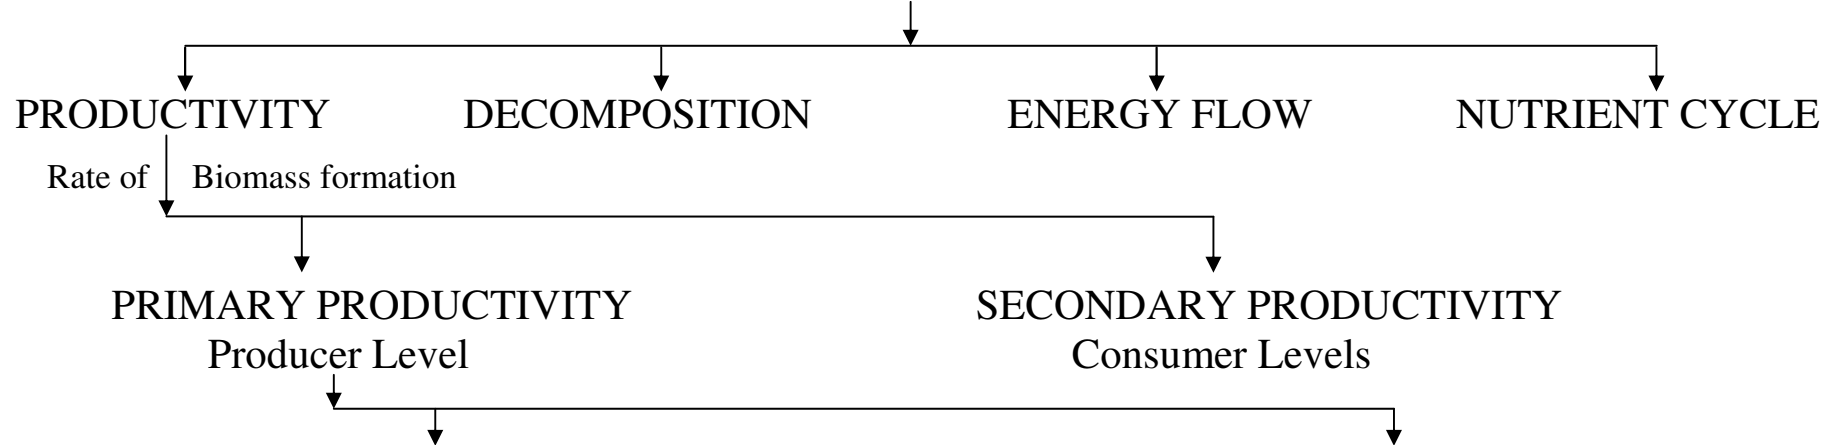 PRODUCTIVITY DECOMPOSITION ENERGY FLOW NUTRIENT CYCLE
Rate of Biomass formation
PRIMARY PRODUCTIVITY SECONDARY PRODUCTIVITY
Producer Level Consumer Levels